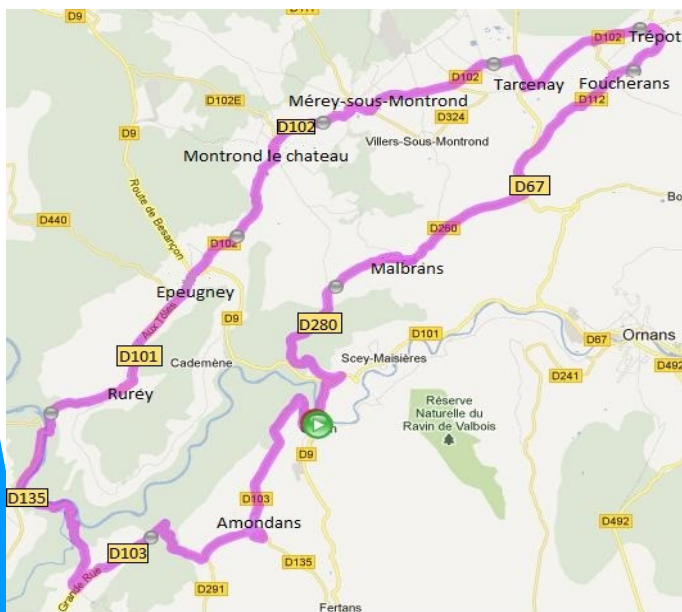 D9
D102
Trépot
D102
Tarcenay
Foucherans
D102E
Mérey-sous-Montrond
D112
D324
D102
Villers-Sous-Montrond
D9
Montrond le chateau
D67
Route de Besançon
D440
D102
D260
Malbrans
Epeugney
D280
Aux Tôles
D9
D101
D67
Ornans
D101
Cademène
Scey-Maisières
D241
D492
Ruréy
Réserve
Naturelle du
Ravin de Valbois
D9
D135
D103
Amondans
D492
D103
D135
Grande Rue
D291
Fertans